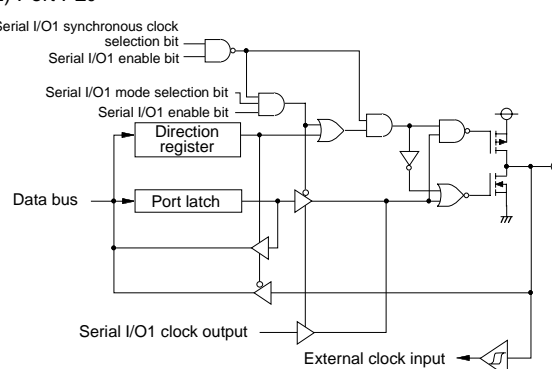 Serial I/O1 synchronous clock
selection bit
Serial I/O1 enable bit
Serial I/O1 mode selection bit
Serial I/O1 enable bit
Direction
register
Data bus
Port latch
Serial I/O1 clock output
External clock input